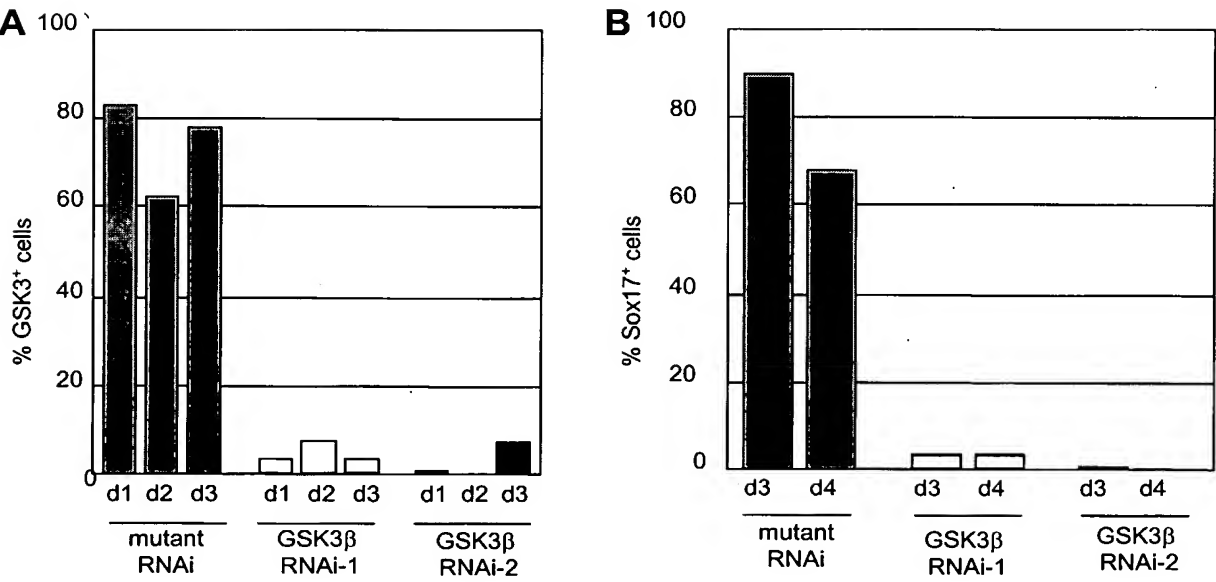 A
100
80
60
40
20
0
% GSK3⁺ cells
d1 d2 d3 d1 d2 d3 d1 d2 d3
mutant RNAi
GSK3β RNAi-1
GSK3β RNAi-2
B
100
80
60
40
20
0
% Sox17⁺ cells
d3 d4 d3 d4 d3 d4
mutant RNAi
GSK3β RNAi-1
GSK3β RNAi-2